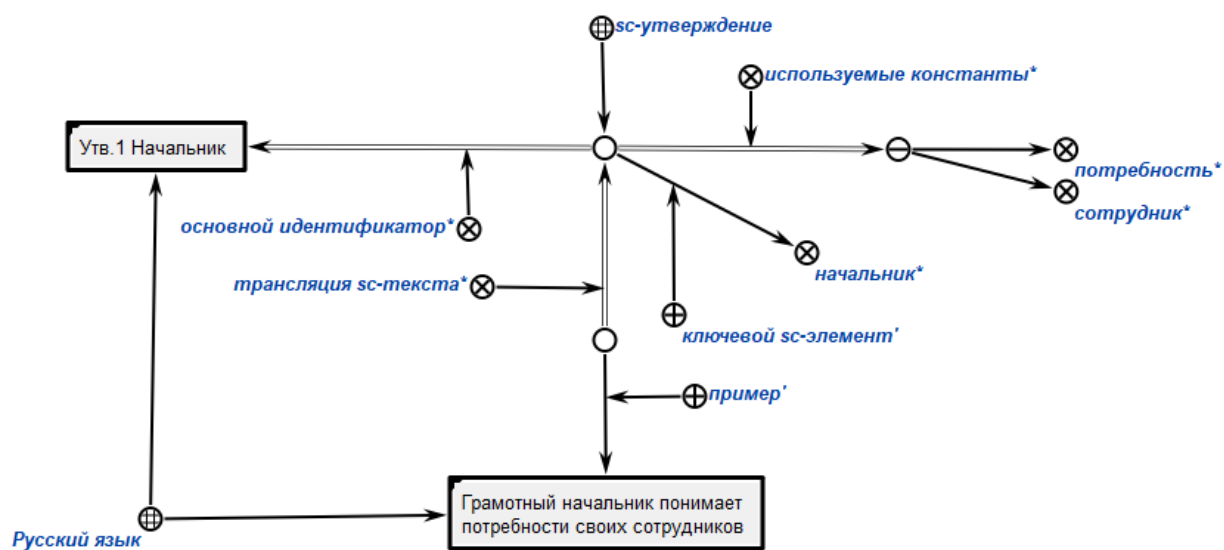 sc-утверждение
используемые константы*
Утв.1 Начальник
потребность*
сотрудник*
основной идентификатор*
начальник*
трансляция sc-текста*
ключевой sc-элемент'
пример'
Грамотный начальник понимает
потребности своих сотрудников
Русский язык